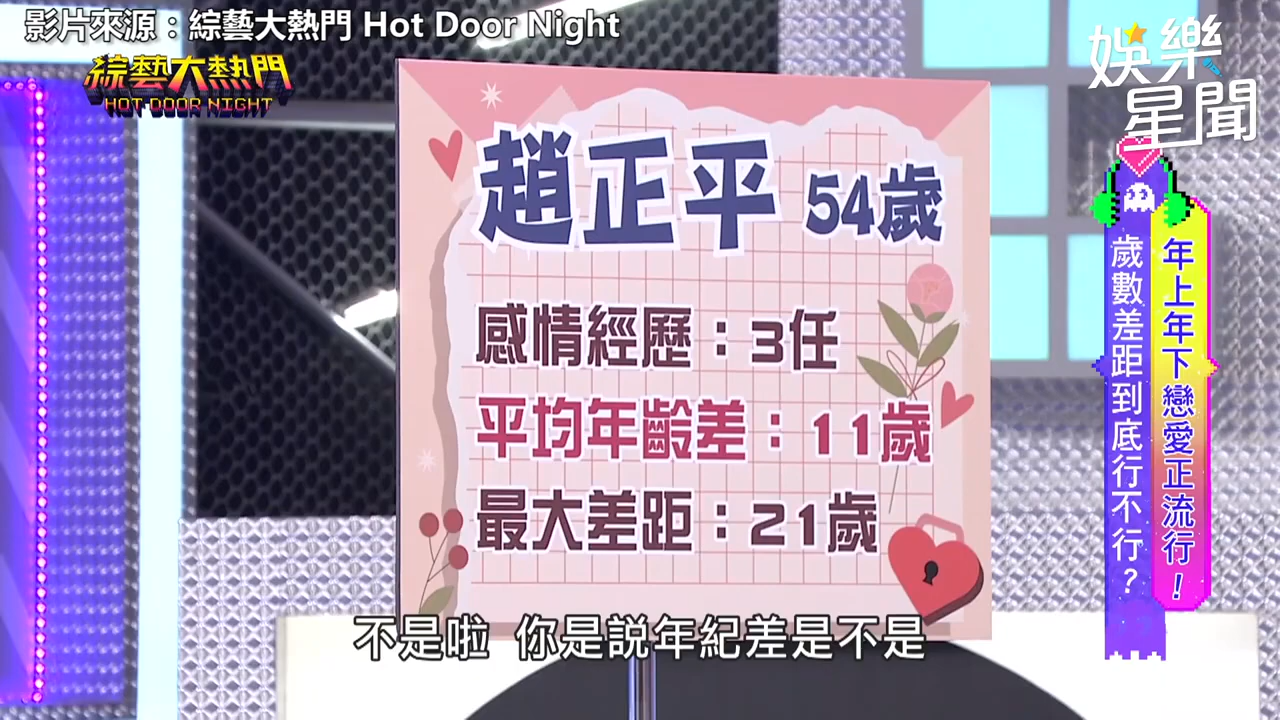 影片來源：綜藝大熱門 Hot Door Night
綜藝大熱門
HOT DOOR NIGHT
娛樂
星聞
趙正平 54歲
感情經歷：3任
平均年齡差：11歲
最大差距：21歲
年上年下戀愛正流行！
歲數差距到底行不行？
不是啦 你是說年紀差是不是